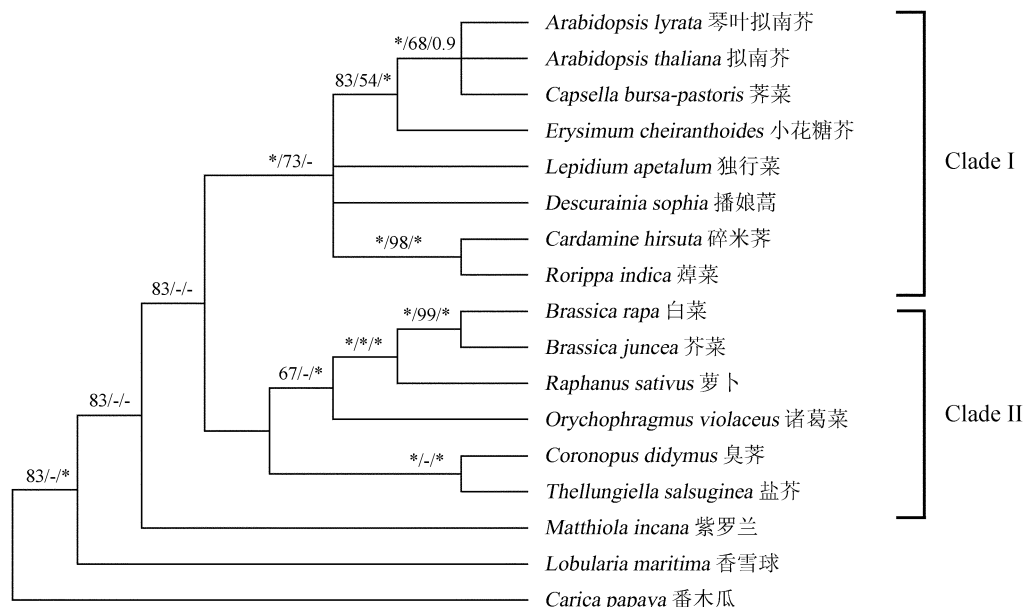 */68/0.9
83/54/*
*/73/-
*/98/*
83/-/-
*/99/*
*/*/*
67/-/*
83/-/-
*/-/*
83/-/*
Arabidopsis lyrata 琴叶拟南芥
Arabidopsis thaliana 拟南芥
Capsella bursa-pastoris 荠菜
Erysimum cheiranthoides 小花糖芥
Lepidium apetalum 独行菜
Descurainia sophia 播娘蒿
Cardamine hirsuta 碎米荠
Rorippa indica 蔊菜
Brassica rapa 白菜
Brassica juncea 芥菜
Raphanus sativus 萝卜
Orychophragmus violaceus 诸葛菜
Coronopus didymus 臭荠
Thellungiella salsuginea 盐芥
Matthiola incana 紫罗兰
Lobularia maritima 香雪球
Carica papaya 番木瓜
Clade I
Clade II